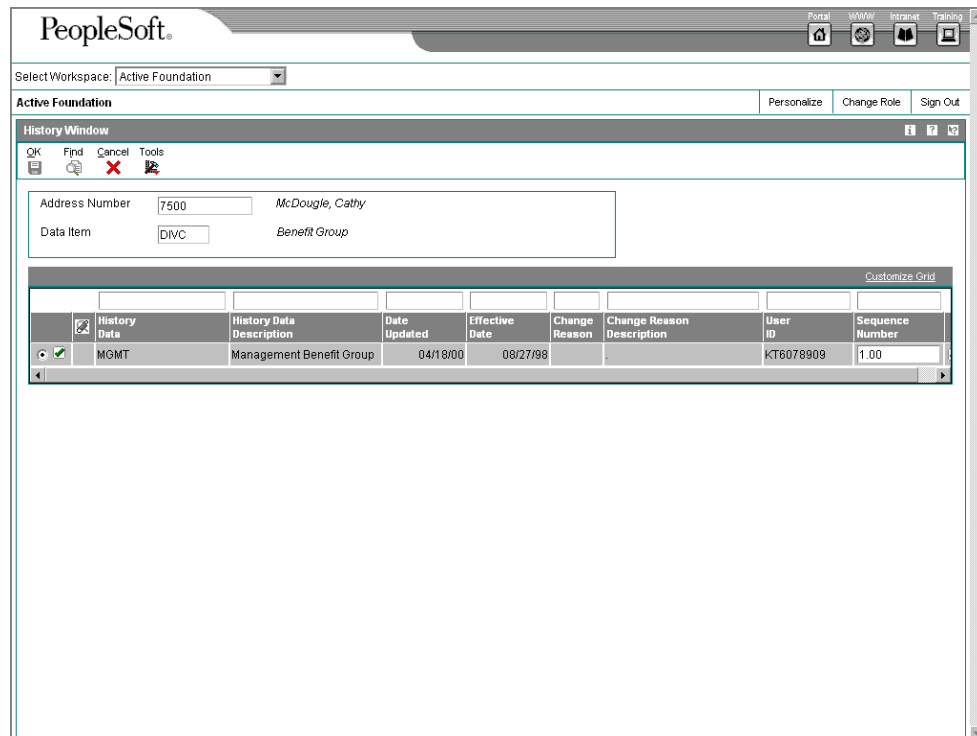 PeopleSoft®
Portal WWW Intranet Training
Select Workspace: Active Foundation
Active Foundation Personalize Change Role Sign Out
History Window
OK Find Cancel Tools
Address Number 7500 McDougle, Cathy
Data Item DIVC Benefit Group
Customize Grid
History Data History Data Description Date Updated Effective Date Change Reason Change Reason Description User ID Sequence Number
MGMT Management Benefit Group 04/18/00 08/27/98 . KT6078909 1.00